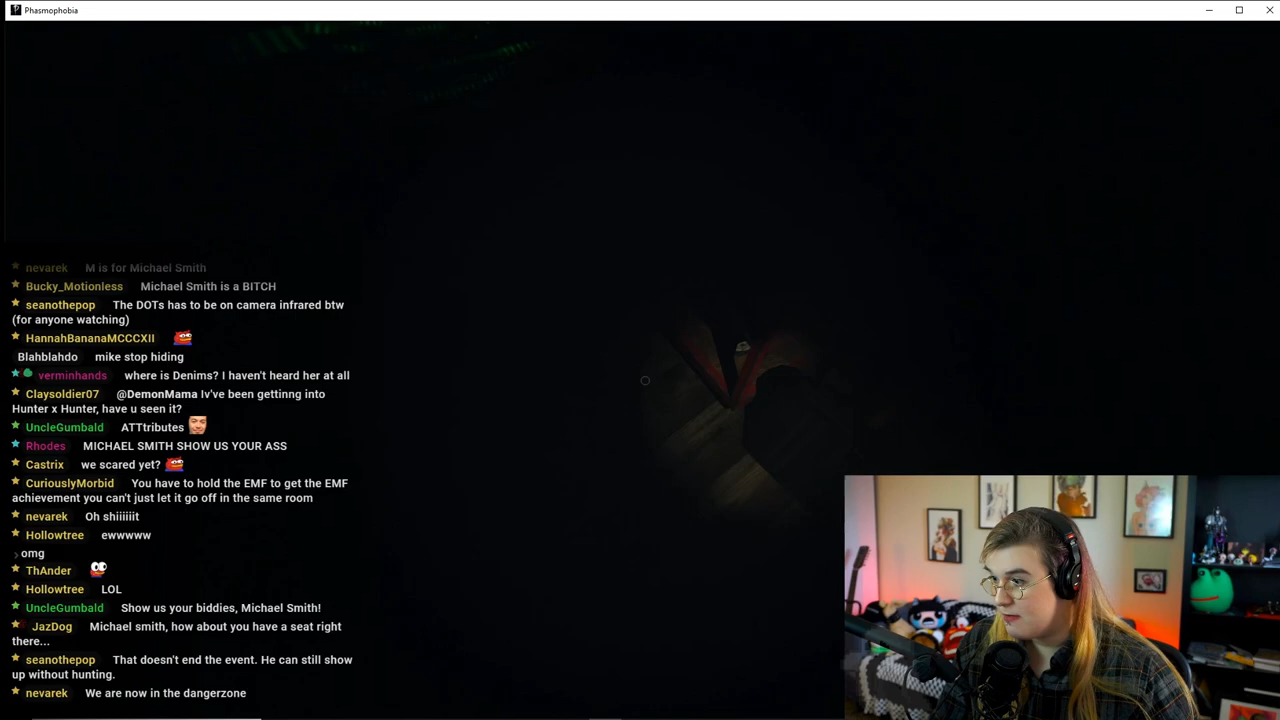 Phasmophobia
nevarek M is for Michael Smith
Bucky_Motionless Michael Smith is a BITCH
seanothepop The DOTs has to be on camera infrared btw
(for anyone watching)
HannahBananaMCCCXII
Blahblahdo mike stop hiding
verminhands where is Denims? I haven't heard her at all
Claysoldier07 @DemonMama Iv've been gettinng into
Hunter x Hunter, have u seen it?
UncleGumbald ATTtributes
Rhodes MICHAEL SMITH SHOW US YOUR ASS
Castrix we scared yet?
CuriouslyMorbid You have to hold the EMF to get the EMF
achievement you can't just let it go off in the same room
nevarek Oh shiiiiiit
Hollowtree ewwwww
omg
ThAnder
Hollowtree LOL
UncleGumbald Show us your biddies, Michael Smith!
JazDog Michael smith, how about you have a seat right
there...
seanothepop That doesn't end the event. He can still show
up without hunting.
nevarek We are now in the dangerzone